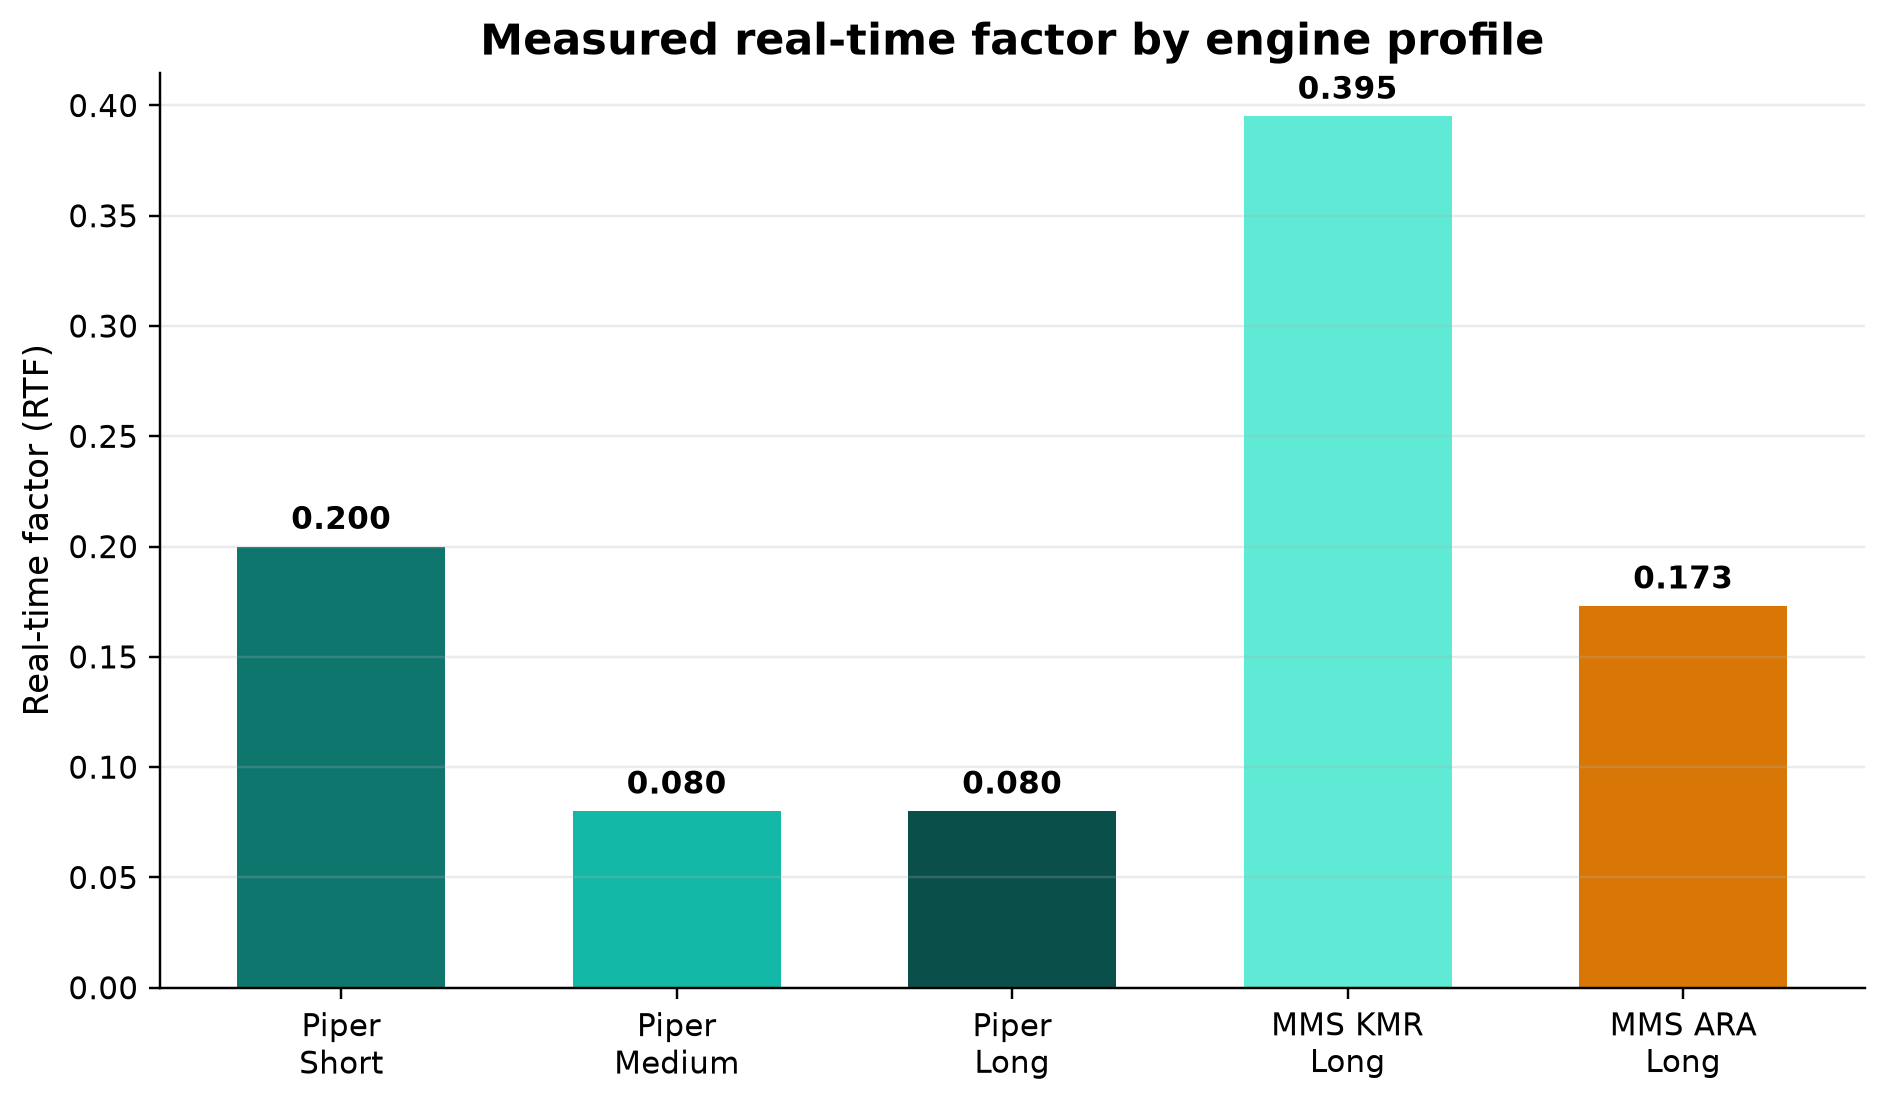 Measured real-time factor by engine profile
Real-time factor (RTF)
0.40
0.35
0.30
0.25
0.20
0.15
0.10
0.05
0.00
0.200
0.080
0.080
0.395
0.173
Piper
Short
Piper
Medium
Piper
Long
MMS KMR
Long
MMS ARA
Long